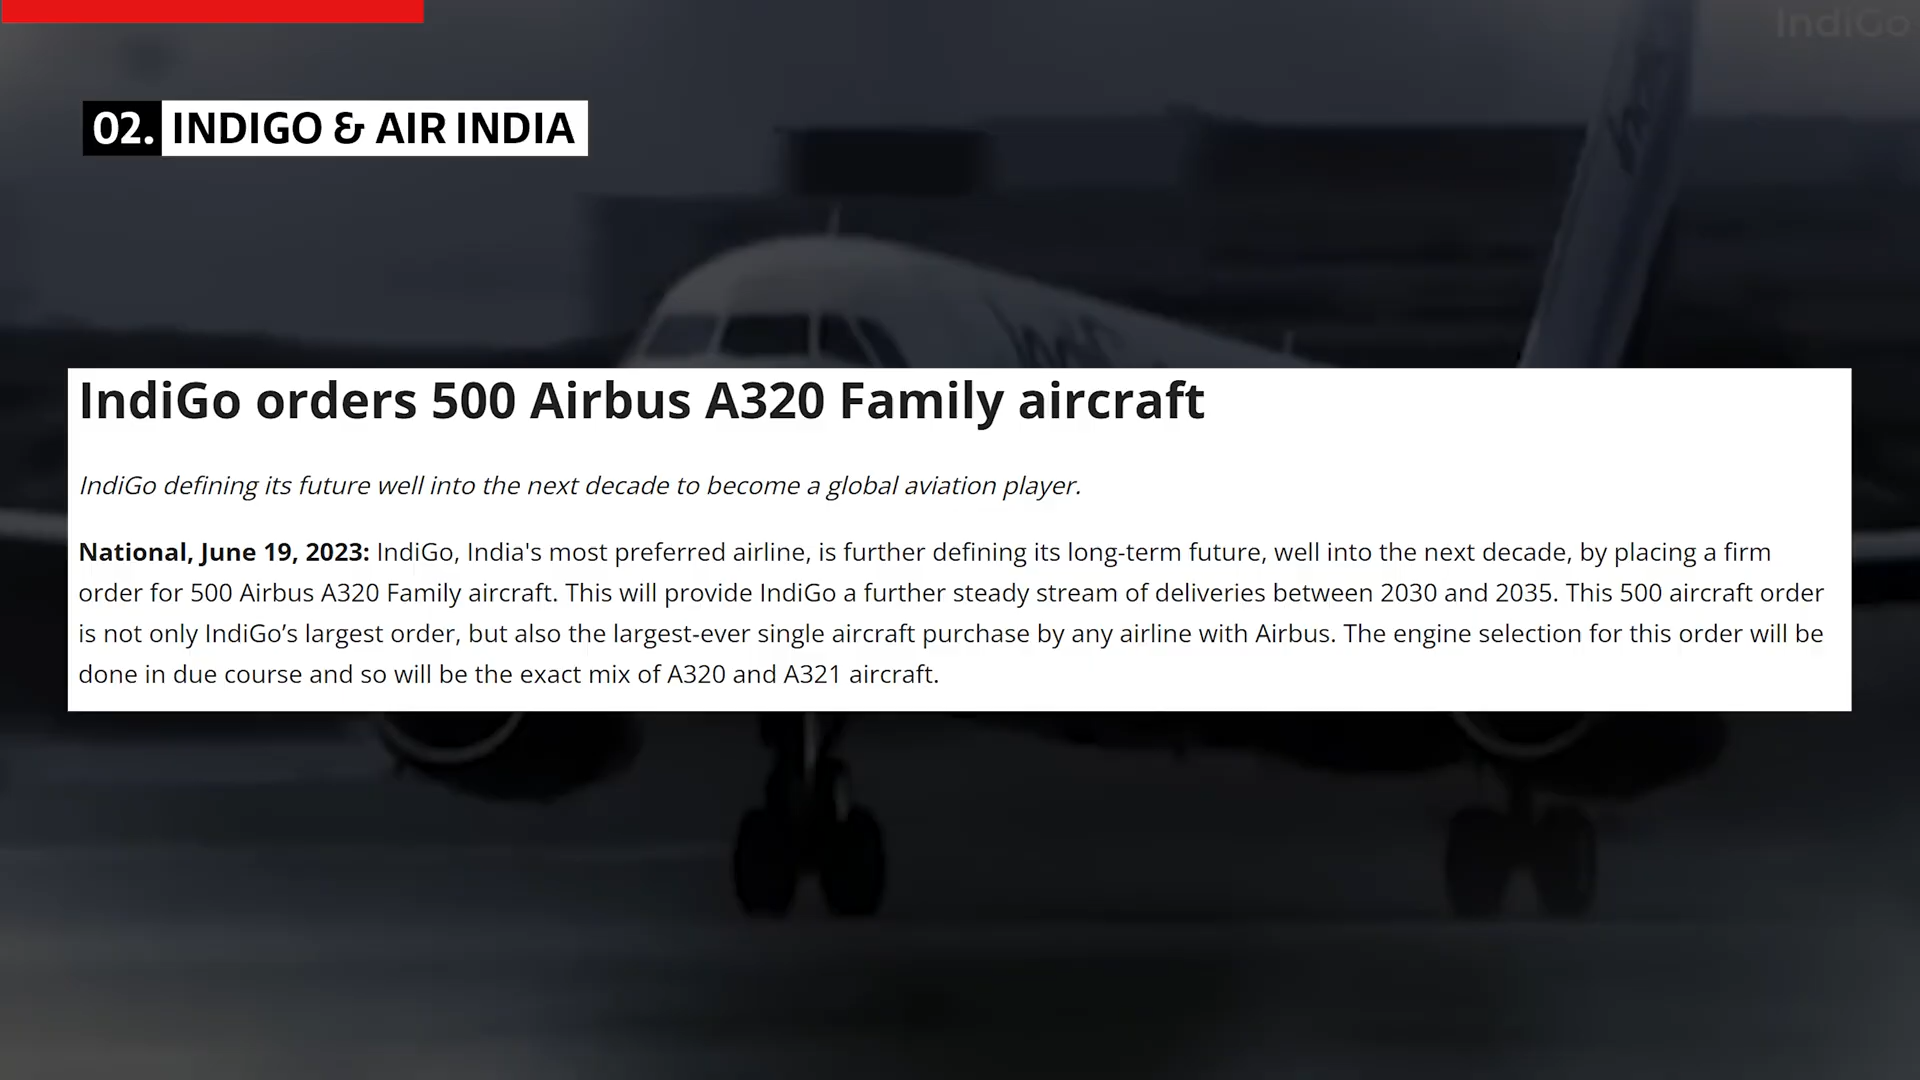 IndiGo
02. INDIGO & AIR INDIA
IndiGo orders 500 Airbus A320 Family aircraft
IndiGo defining its future well into the next decade to become a global aviation player.
National, June 19, 2023: IndiGo, India's most preferred airline, is further defining its long-term future, well into the next decade, by placing a firm
order for 500 Airbus A320 Family aircraft. This will provide IndiGo a further steady stream of deliveries between 2030 and 2035. This 500 aircraft order
is not only IndiGo’s largest order, but also the largest-ever single aircraft purchase by any airline with Airbus. The engine selection for this order will be
done in due course and so will be the exact mix of A320 and A321 aircraft.